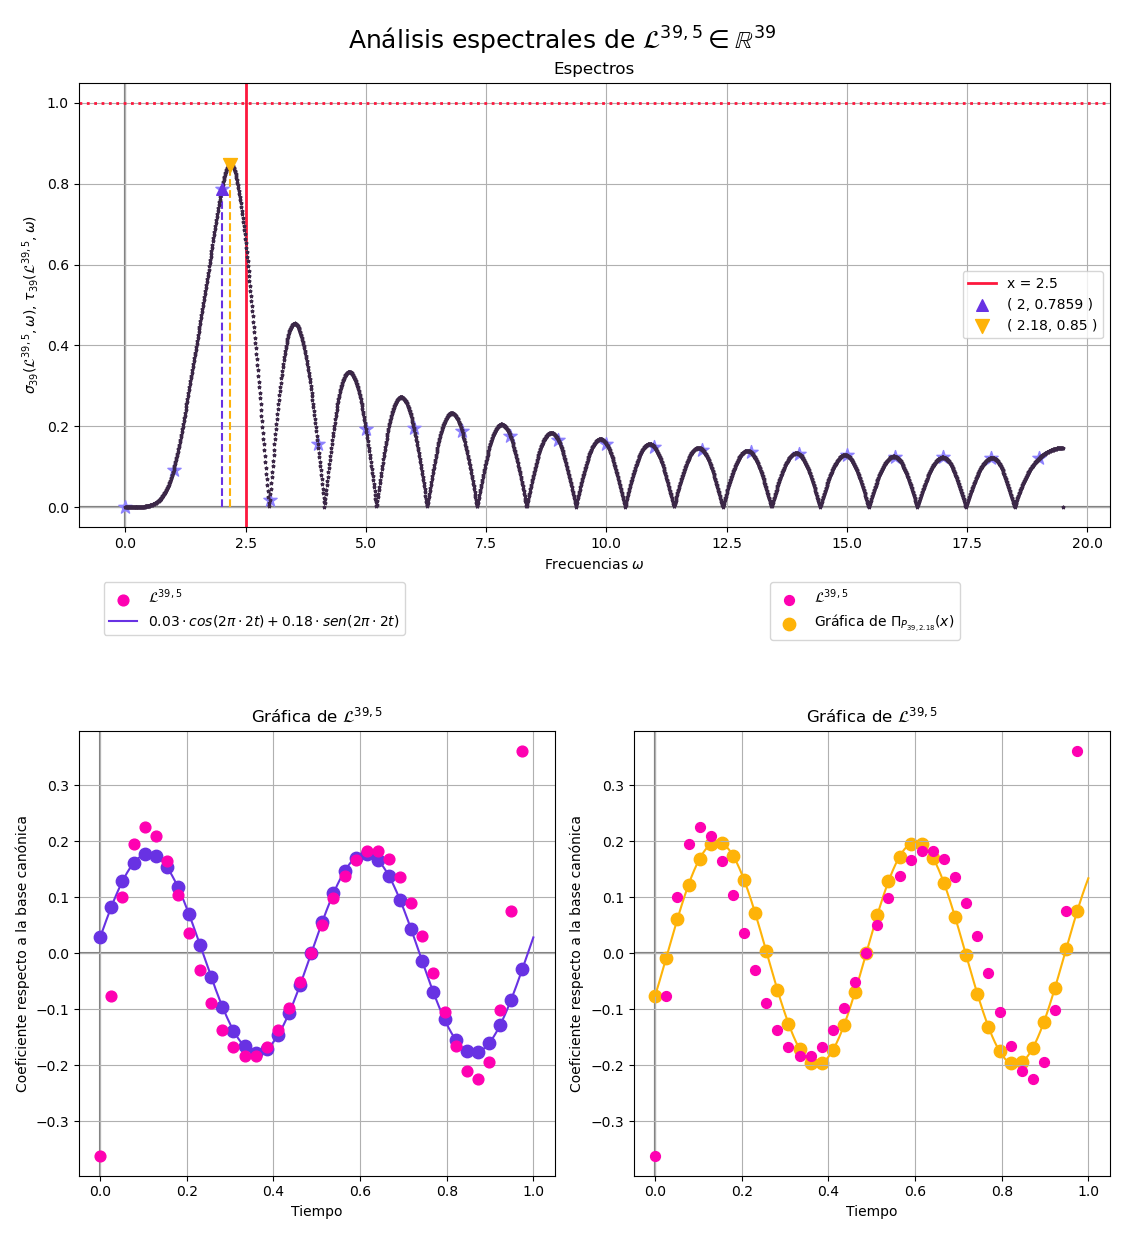 Análisis espectrales de $\mathcal{L}^{39,5} \in \mathbb{R}^{39}$
Espectros
1.0
0.8
0.6
0.4
0.2
0.0
$\sigma_{39}(\mathcal{L}^{39,5}, \omega), \tau_{39}(\mathcal{L}^{39,5}, \omega)$
x = 2.5
( 2, 0.7859 )
( 2.18, 0.85 )
0.0 2.5 5.0 7.5 10.0 12.5 15.0 17.5 20.0
Frecuencias $\omega$
$\mathcal{L}^{39,5}$
$0.03 \cdot cos(2\pi \cdot 2t) + 0.18 \cdot sen(2\pi \cdot 2t)$
$\mathcal{L}^{39,5}$
Gráfica de $\Pi_{P_{39,2.18}}(x)$
Gráfica de $\mathcal{L}^{39,5}$
0.3
0.2
0.1
0.0
−0.1
−0.2
−0.3
Coeficiente respecto a la base canónica
0.0 0.2 0.4 0.6 0.8 1.0
Tiempo
Gráfica de $\mathcal{L}^{39,5}$
0.3
0.2
0.1
0.0
−0.1
−0.2
−0.3
Coeficiente respecto a la base canónica
0.0 0.2 0.4 0.6 0.8 1.0
Tiempo